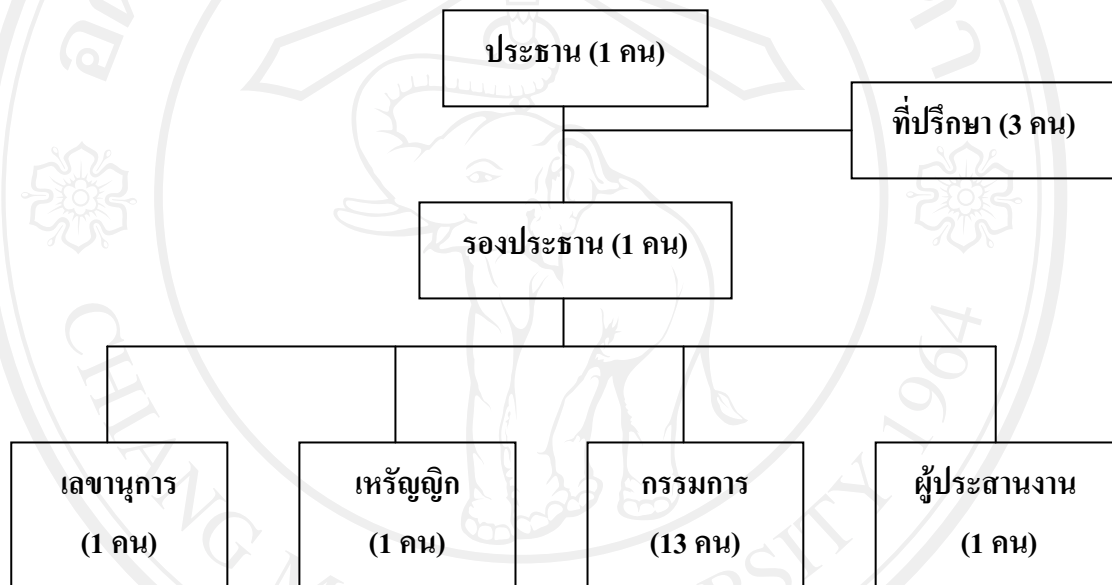 ประธาน (1 คน)
ที่ปรึกษา (3 คน)
รองประธาน (1 คน)
เลขานุการ
(1 คน)
เหรัญญิก
(1 คน)
กรรมการ
(13 คน)
ผู้ประสานงาน
(1 คน)